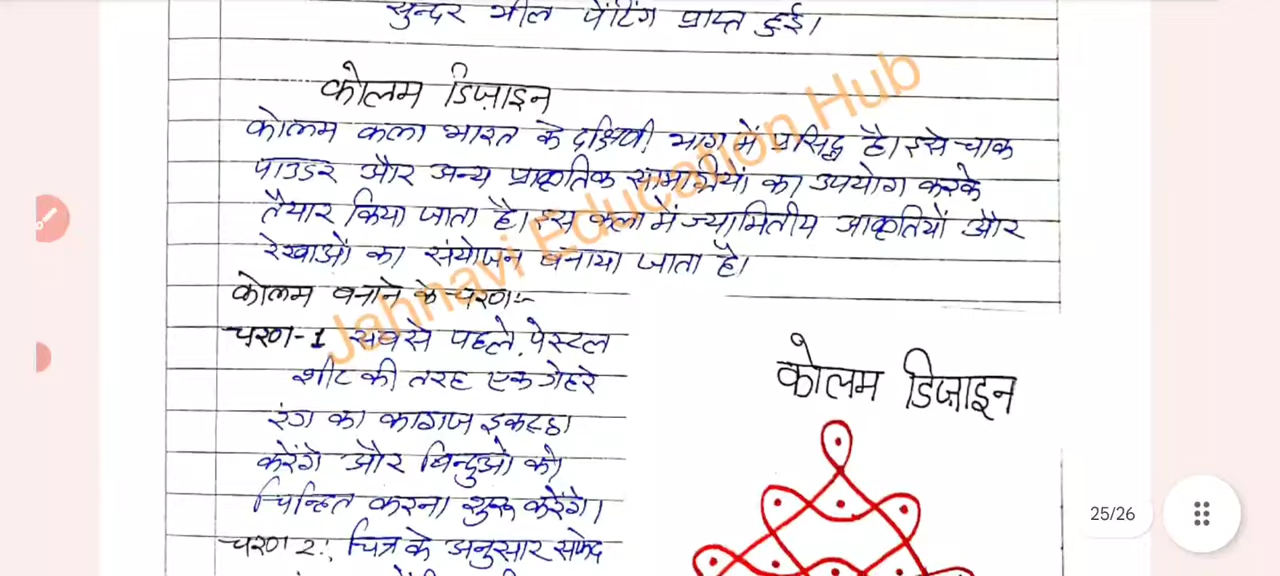 सुन्दर भील पेंटिंग प्राप्त हुई।
कोलम डिज़ाइन
कोलम कला भारत के दक्षिणी भाग में प्रसिद्ध है। इसे चाक
पाउडर और अन्य प्राकृतिक सामाग्रीयों का उपयोग करके
तैयार किया जाता है। इस कला में ज्यामितीय आकृतियों और
रेखाओं का संयोजन बनाया जाता है।
कोलम बनाने के चरण:-
चरण-1 सबसे पहले, पेस्टल
शीट की तरह एक गेहरे
रंग का कागज इकट्ठा
करेंगे और बिन्दुओं को
चिन्हित करना शुरू करेंगे।
चरण 2:. चित्र के अनुसार सफेद
कोलम डिज़ाइन
Jahnavi Education Hub
25/26